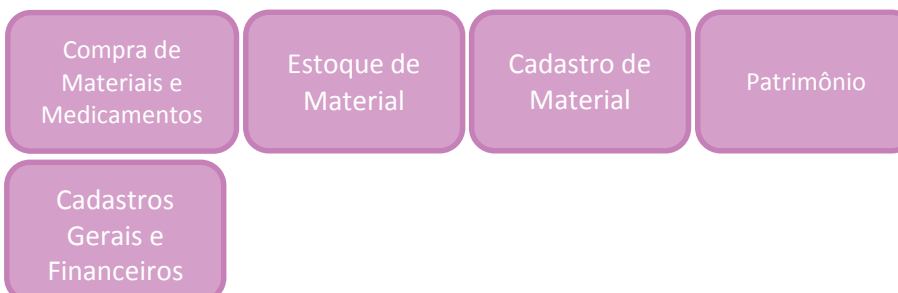 Compra de
Materiais e
Medicamentos
Estoque de
Material
Cadastro de
Material
Patrimônio
Cadastros
Gerais e
Financeiros